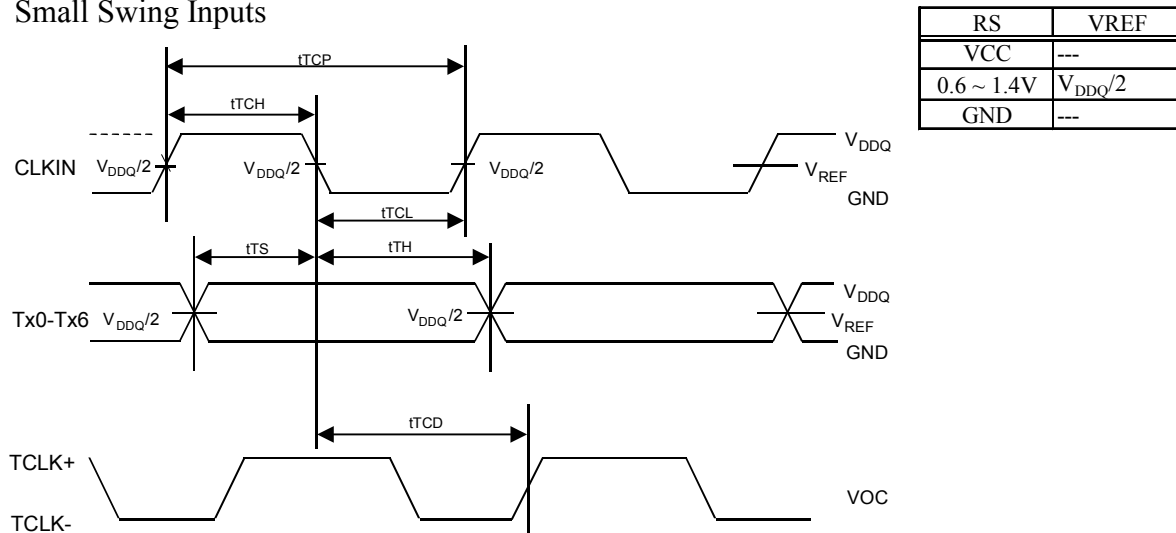 Small Swing Inputs
RS VREF
VCC ---
0.6 ~ 1.4V VDDQ/2
GND ---
tTCP
tTCH
CLKIN VDDQ/2 VDDQ/2 VDDQ/2 VDDQ
VREF
GND
tTCL
tTS tTH
Tx0-Tx6 VDDQ/2 VDDQ/2 VDDQ
VREF
GND
tTCD
TCLK+
VOC
TCLK-